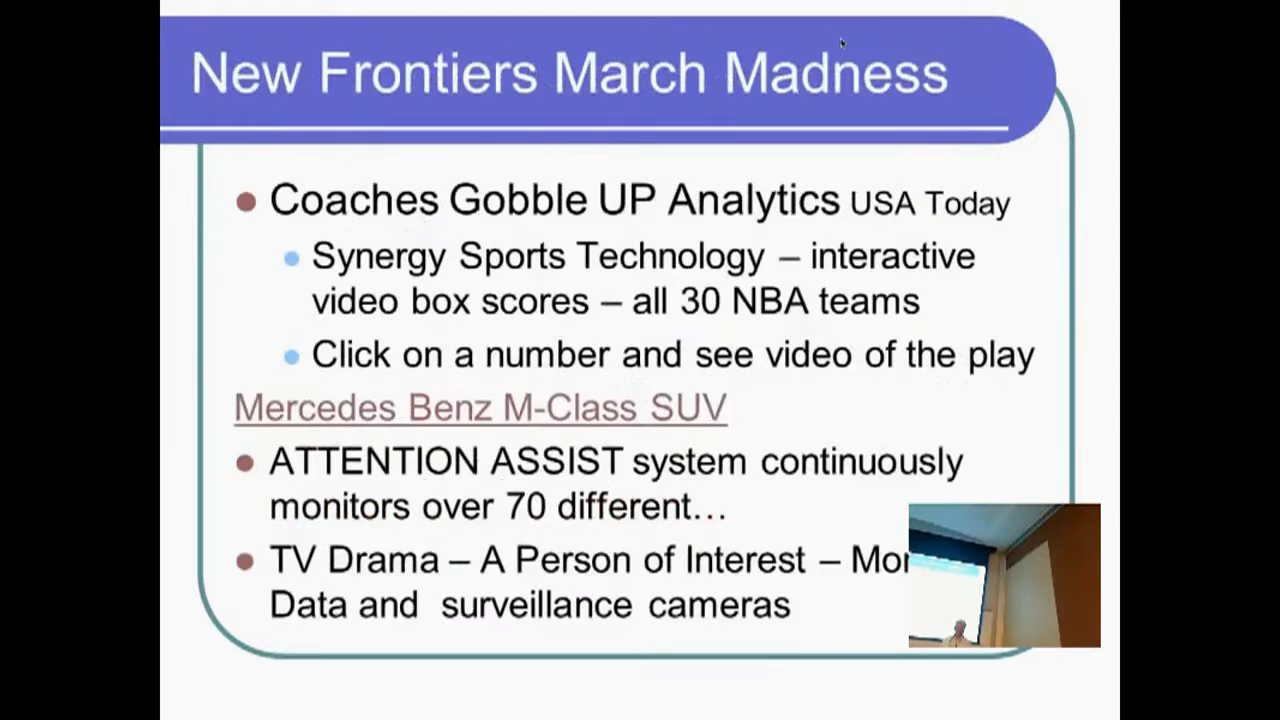 New Frontiers March Madness
Coaches Gobble UP Analytics USA Today
Synergy Sports Technology – interactive
video box scores – all 30 NBA teams
Click on a number and see video of the play
Mercedes Benz M-Class SUV
ATTENTION ASSIST system continuously
monitors over 70 different…
TV Drama – A Person of Interest –
Data and surveillance cameras